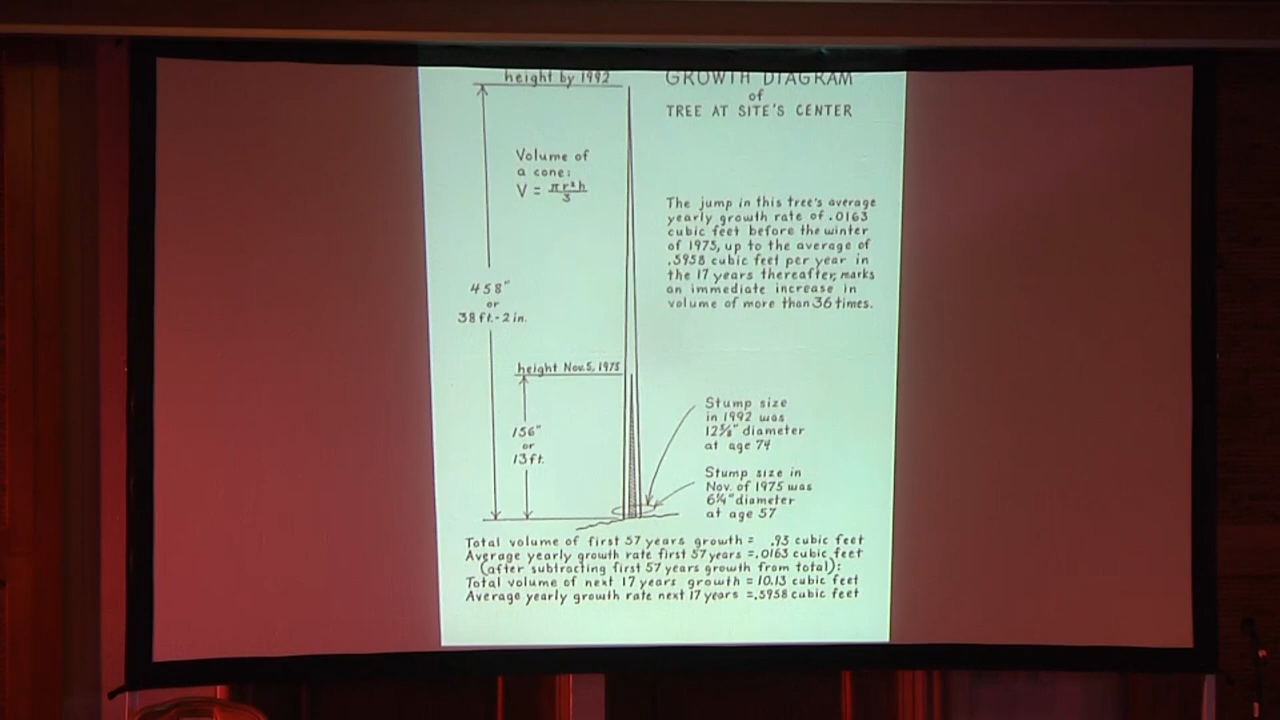 height by 1992
GROWTH DIAGRAM
of
TREE AT SITE'S CENTER
Volume of
a cone:
V = πr²h
3
The jump in this tree's average
yearly growth rate of .0163
cubic feet before the winter
of 1975, up to the average of
.5958 cubic feet per year in
the 17 years thereafter, marks
an immediate increase in
volume of more than 36 times.
458"
or
38 ft.-2 in.
height Nov. 5, 1975
156"
or
13 ft.
Stump size
in 1992 was
12⅝" diameter
at age 74
Stump size in
Nov. of 1975 was
6¼" diameter
at age 57
Total volume of first 57 years growth = .93 cubic feet
Average yearly growth rate first 57 years = .0163 cubic feet
(after subtracting first 57 years growth from total):
Total volume of next 17 years growth = 10.13 cubic feet
Average yearly growth rate next 17 years = .5958 cubic feet